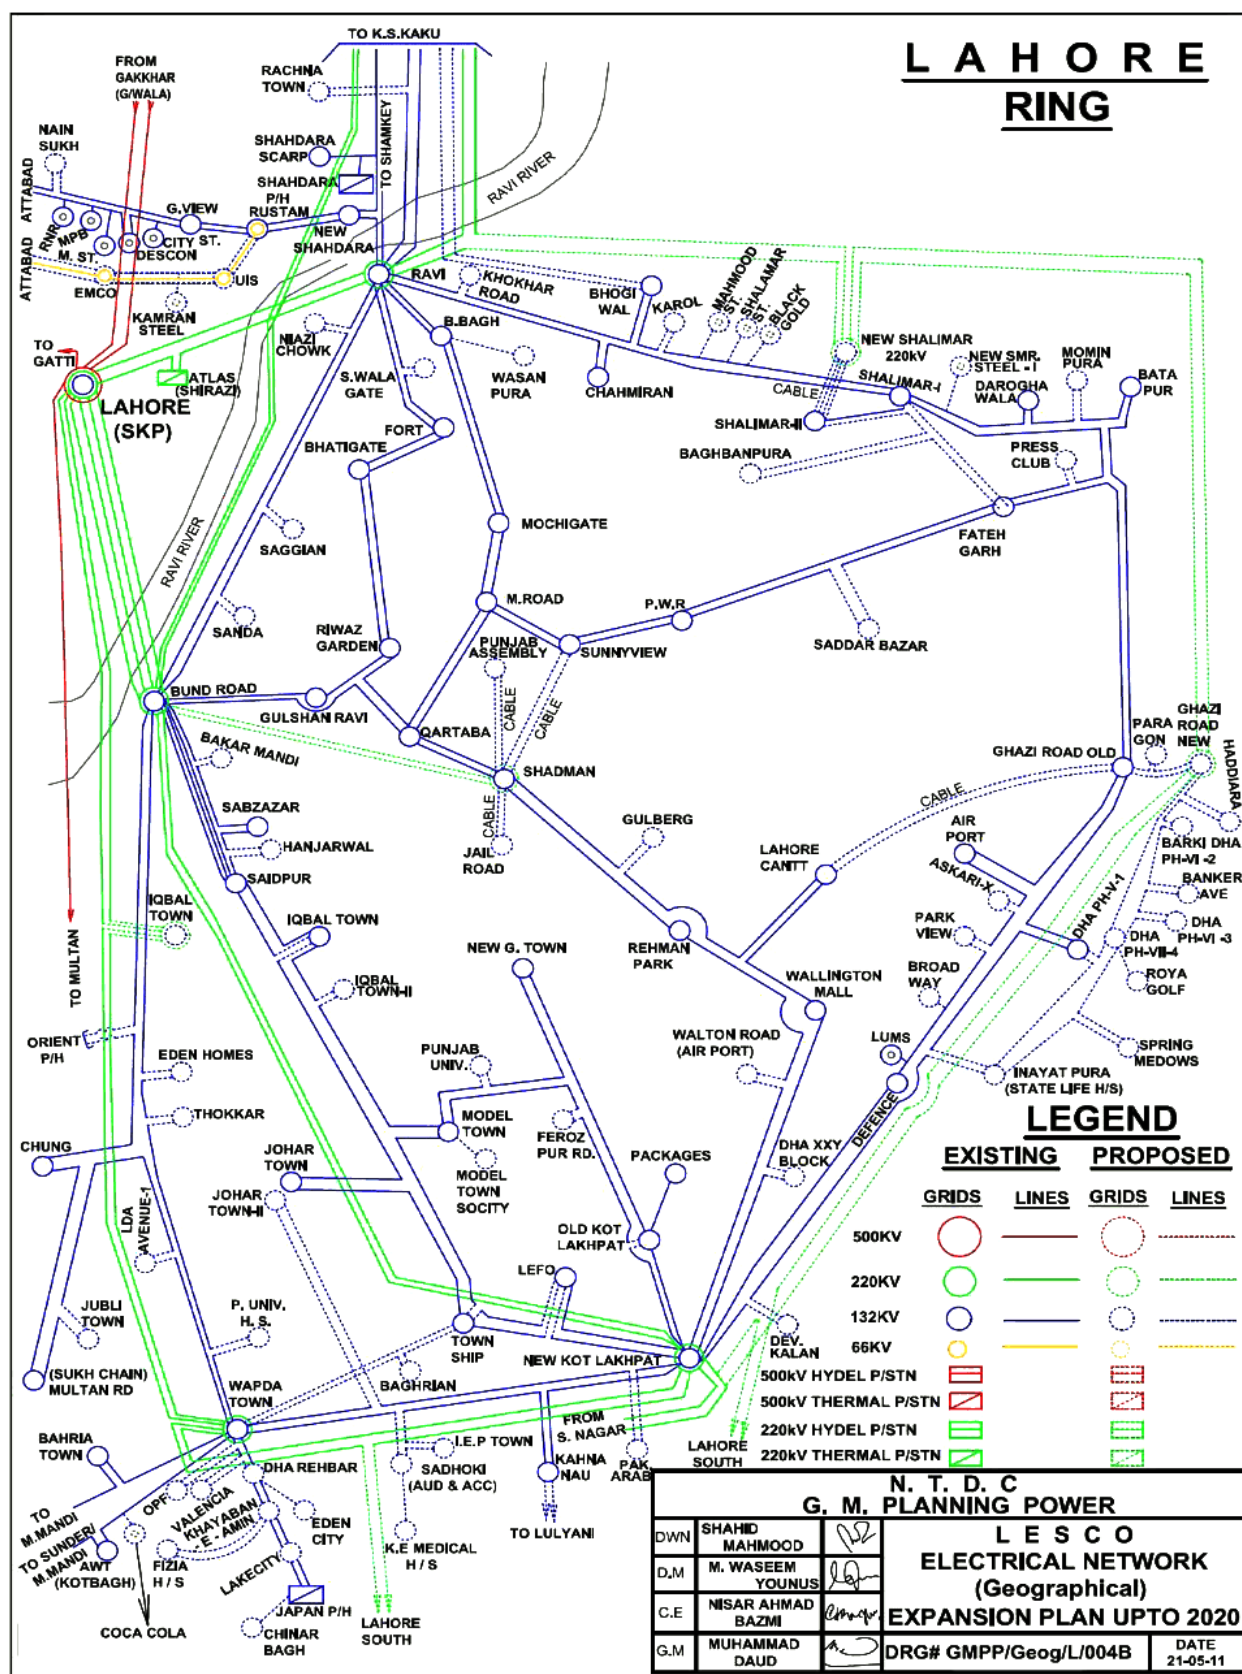 TO K.S.KAKU
LAHORE
RING
FROM
GAKKHAR
(G/WALA)
RACHNA
TOWN
NAIN
SUKH
SHAHDARA
SCARP
TO SHAMKEY
RAVI RIVER
SHAHDARA
P/H
ATTABAD
G.VIEW
RUSTAM
NEW
SHAHDARA
RNR
MPB
M. ST.
CITY ST.
DESCON
ATTABAD
EMCO
UIS
KAMRAN
STEEL
RAVI
KHOKHAR
ROAD
BHOGI
WAL
KAROL
MAHMOOD
ST.
SHALAMAR
ST.
BLACK
GOLD
NIAZI
CHOWK
B.BAGH
TO
GATTI
ATLAS
(SHIRAZI)
LAHORE
(SKP)
S.WALA
GATE
WASAN
PURA
CHAHMIRAN
NEW SHALIMAR
220kV
NEW SMR.
STEEL - I
MOMIN
PURA
CABLE
SHALIMAR-I
DAROGHA
WALA
BATA
PUR
SHALIMAR-II
FORT
BHATIGATE
BAGHBANPURA
PRESS
CLUB
MOCHIGATE
FATEH
GARH
RAVI RIVER
SAGGIAN
SANDA
RIWAZ
GARDEN
M.ROAD
P.W.R
PUNJAB
ASSEMBLY
SUNNYVIEW
SADDAR BAZAR
BUND ROAD
GULSHAN RAVI
CABLE
CABLE
QARTABA
BAKAR MANDI
SHADMAN
GHAZI ROAD OLD
PARA
GON
GHAZI
ROAD
NEW
HADDIARA
SABZAZAR
HANJARWAL
CABLE
JAIL
ROAD
GULBERG
CABLE
LAHORE
CANTT
AIR
PORT
BARKI DHA
PH-VI -2
SAIDPUR
ASKARI-X
BANKER
AVE
IQBAL
TOWN
IQBAL TOWN
NEW G. TOWN
REHMAN
PARK
PARK
VIEW
DHA PH-V-1
DHA
PH-VII-4
DHA
PH-VI -3
TO MULTAN
IQBAL
TOWN-II
WALLINGTON
MALL
BROAD
WAY
ROYA
GOLF
ORIENT
P/H
EDEN HOMES
PUNJAB
UNIV.
WALTON ROAD
(AIR PORT)
LUMS
SPRING
MEDOWS
INAYAT PURA
(STATE LIFE H/S)
THOKKAR
MODEL
TOWN
FEROZ
PUR RD.
DEFENCE
CHUNG
JOHAR
TOWN
PACKAGES
DHA XXY
BLOCK
JOHAR
TOWN-II
MODEL
TOWN
SOCITY
LDA
AVENUE-1
OLD KOT
LAKHPAT
LEFO
JUBLI
TOWN
P. UNIV.
H. S.
TOWN
SHIP
NEW KOT LAKHPAT
DEV.
KALAN
(SUKH CHAIN)
MULTAN RD
WAPDA
TOWN
BAGHRIAN
BAHRIA
TOWN
FROM
S. NAGAR
I.E.P TOWN
DHA REHBAR
SADHOKI
(AUD & ACC)
KAHNA
NAU
PAK.
ARAB
LAHORE
SOUTH
OPF
VALENCIA
KHAYABAN
- E - AMIN
EDEN
CITY
TO
M.MANDI
TO SUNDER/
M.MANDI
AWT
(KOTBAGH)
FIZIA
H / S
LAKECITY
K.E MEDICAL
H / S
TO LULYANI
COCA COLA
JAPAN P/H
CHINAR
BAGH
LAHORE
SOUTH
LEGEND
EXISTING PROPOSED
GRIDS LINES GRIDS LINES
500KV
220KV
132KV
66KV
500kV HYDEL P/STN
500kV THERMAL P/STN
220kV HYDEL P/STN
220kV THERMAL P/STN
N. T. D. C
G. M. PLANNING POWER
DWN SHAHID MAHMOOD
D.M M. WASEEM YOUNUS
C.E NISAR AHMAD BAZMI
G.M MUHAMMAD DAUD
LESCO
ELECTRICAL NETWORK
(Geographical)
EXPANSION PLAN UPTO 2020
DRG# GMPP/Geog/L/004B
DATE
21-05-11